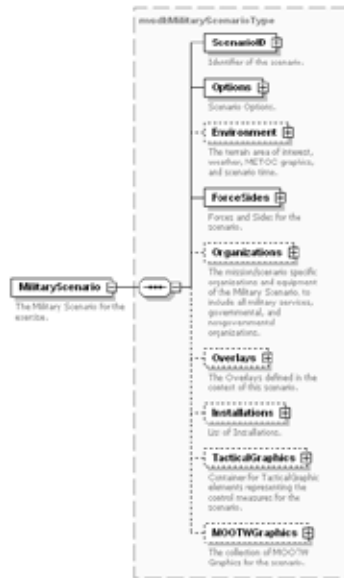 msdl:MilitaryScenarioType
ScenarioID
Identifier of the scenario.
Options
Scenario Options.
Environment
The terrain area of interest,
weather, METOC graphics,
and scenario time.
ForceSides
Forces and Sides for the
scenario.
Organizations
The mission/scenario specific
organizations and equipment
of the Military Scenario, to
include all military services,
governmental, and
nongovernmental
organizations.
MilitaryScenario
The Military Scenario for the
exercise.
Overlays
The Overlays defined in the
context of this scenario.
Installations
List of Installations.
TacticalGraphics
Container for TacticalGraphic
elements representing the
control measures for the
scenario.
MOOTWGraphics
The collection of MOOTW
Graphics for the scenario.